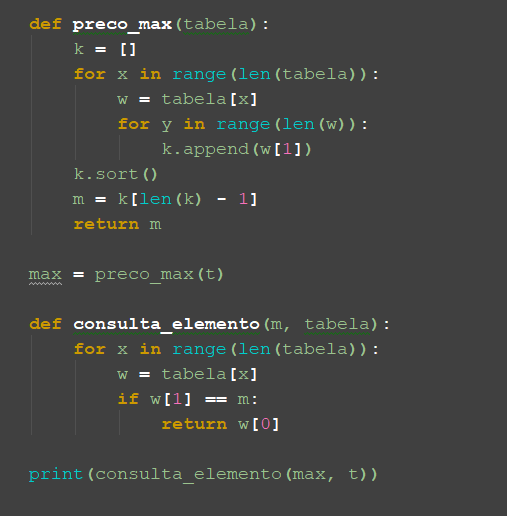 def preco_max(tabela):
    k = []
    for x in range(len(tabela)):
        w = tabela[x]
        for y in range(len(w)):
            k.append(w[1])
    k.sort()
    m = k[len(k) - 1]
    return m

max = preco_max(t)

def consulta_elemento(m, tabela):
    for x in range(len(tabela)):
        w = tabela[x]
        if w[1] == m:
            return w[0]

print(consulta_elemento(max, t))